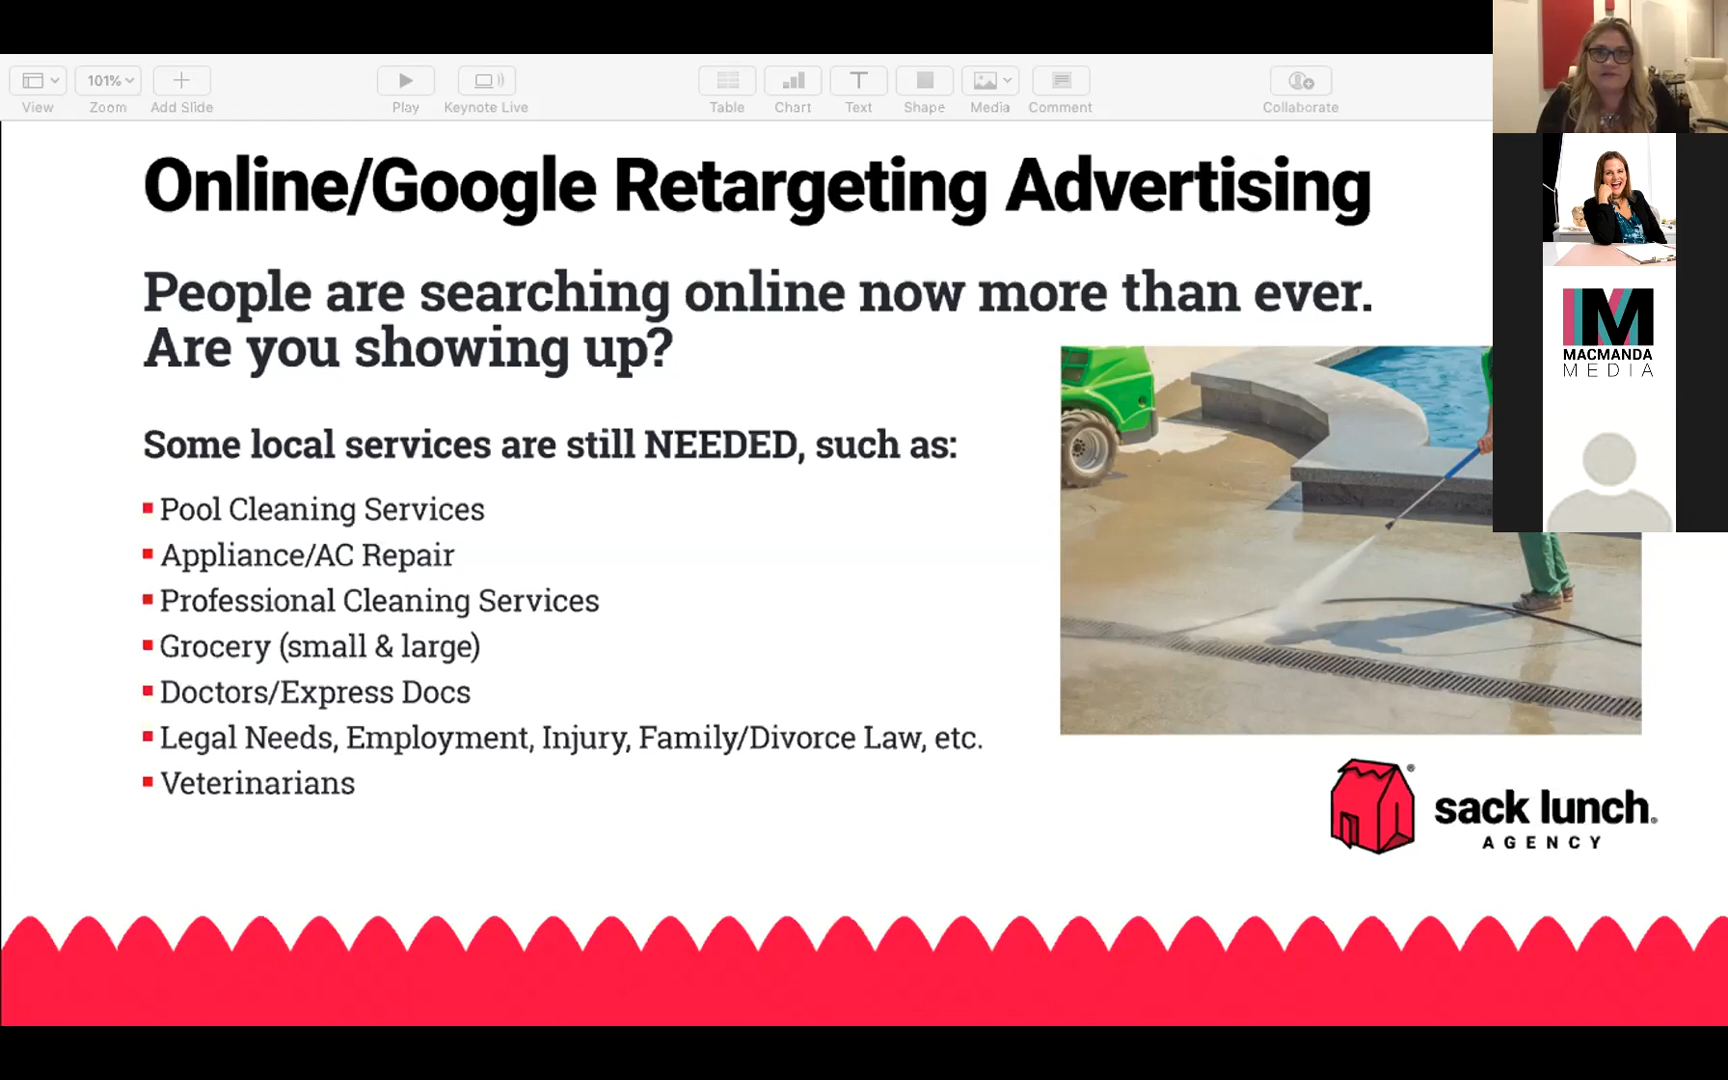 101%
View
Zoom
Add Slide
Play
Keynote Live
Table
Chart
Text
Shape
Media
Comment
Collaborate
Online/Google Retargeting Advertising
People are searching online now more than ever.
Are you showing up?
Some local services are still NEEDED, such as:
Pool Cleaning Services
Appliance/AC Repair
Professional Cleaning Services
Grocery (small & large)
Doctors/Express Docs
Legal Needs, Employment, Injury, Family/Divorce Law, etc.
Veterinarians
M
MACMANDA
MEDIA
sack lunch®
AGENCY